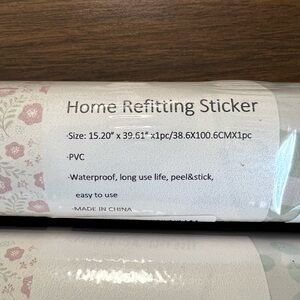 Home Refitting Sticker
·Size: 15.20" x 39.61" x1pc/38.6X100.6CMX1pc
·PVC
·Waterproof, long use life, peel&stick,
easy to use
·MADE IN CHINA